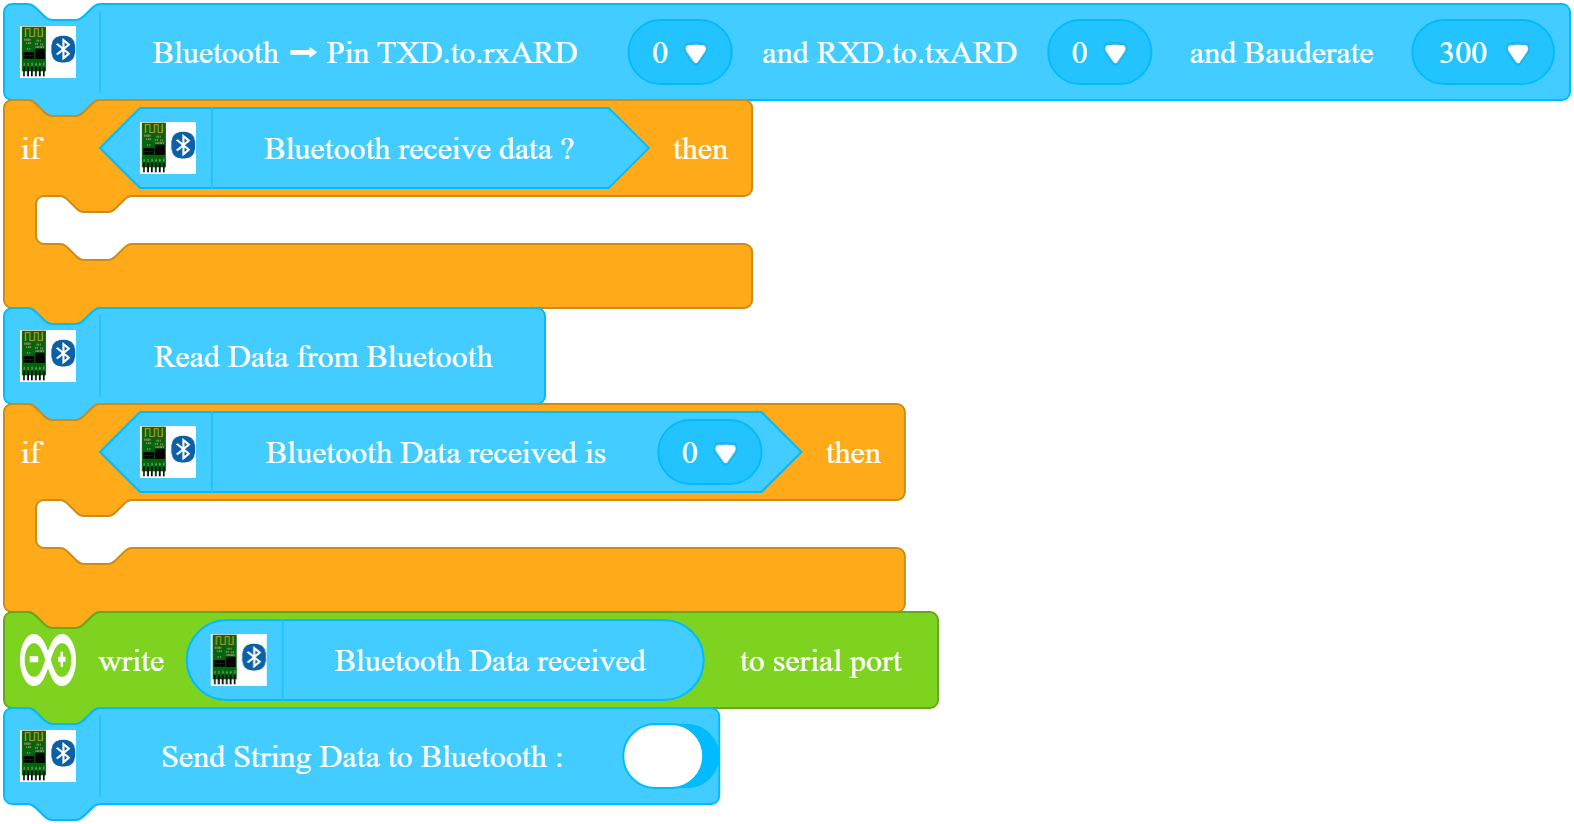 Bluetooth → Pin TXD.to.rxARD 0 and RXD.to.txARD 0 and Bauderate 300
if Bluetooth receive data ? then
Read Data from Bluetooth
if Bluetooth Data received is 0 then
write Bluetooth Data received to serial port
Send String Data to Bluetooth :